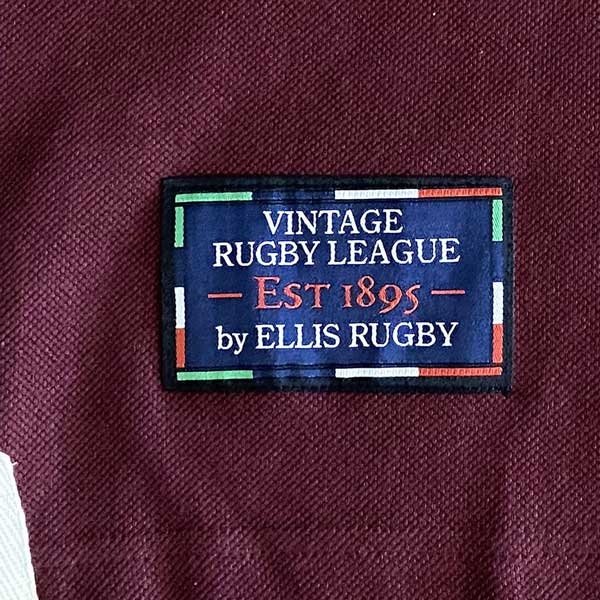 VINTAGE
RUGBY LEAGUE
— EST 1895 —
by ELLIS RUGBY